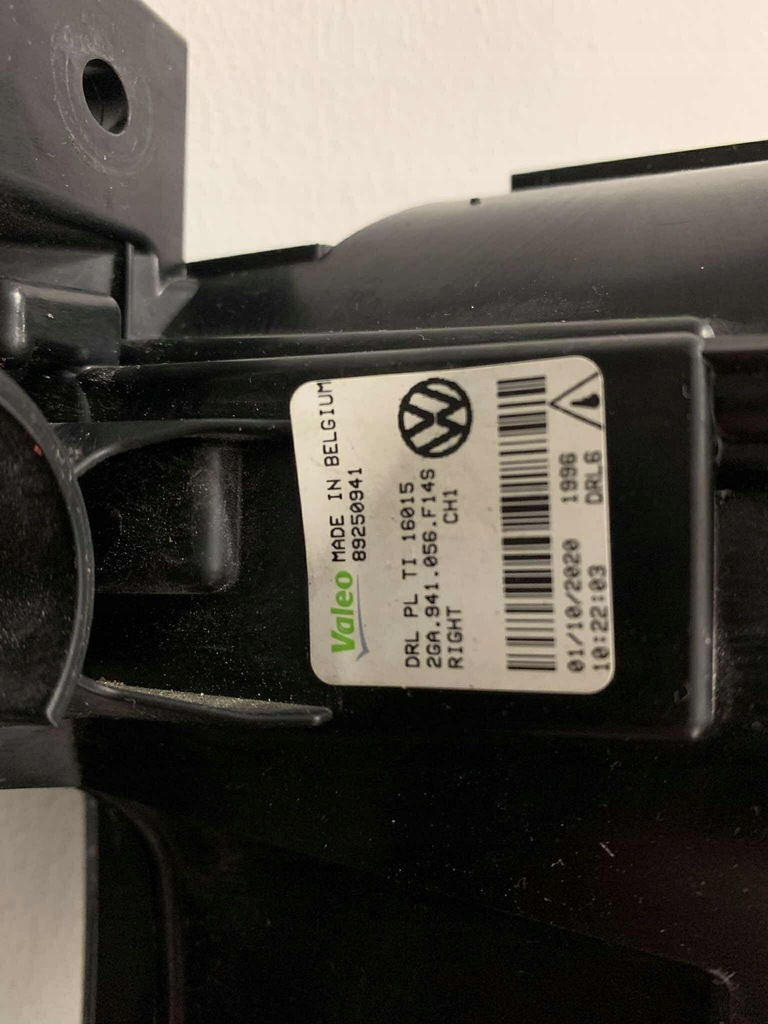 Valeo MADE IN BELGIUM
89250941
DRL PL TI 16015
2GA.941.056.F14S
RIGHT CH1
01/10/2020 1996
10:22:03 DRL6